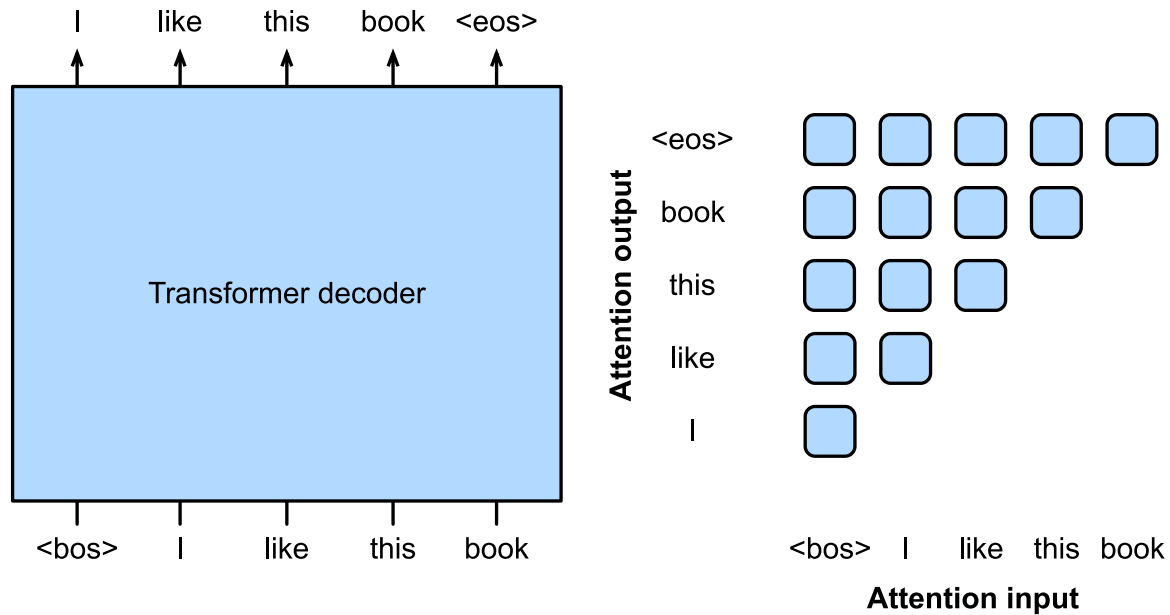 I like this book <eos>
Transformer decoder
<bos> I like this book
Attention output
<eos>
book
this
like
I
<bos> I like this book
Attention input